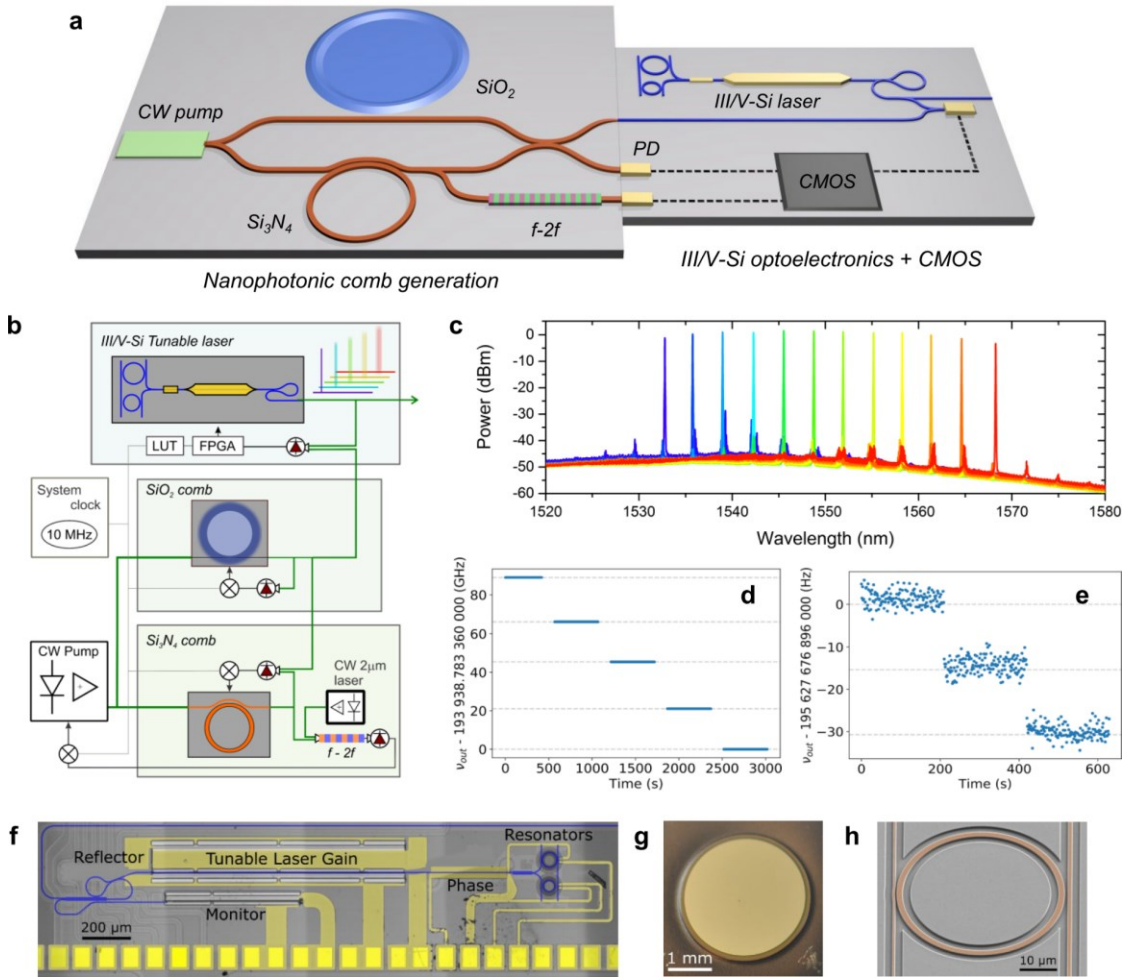 a
SiO2
CW pump
Si3N4
f-2f
PD
III/V-Si laser
CMOS
Nanophotonic comb generation
III/V-Si optoelectronics + CMOS
b
III/V-Si Tunable laser
LUT
FPGA
System
clock
10 MHz
SiO2 comb
Si3N4 comb
CW Pump
CW 2μm
laser
f - 2f
c
Power (dBm)
0
-10
-20
-30
-40
-50
-60
1520
1530
1540
1550
1560
1570
1580
Wavelength (nm)
d
νout - 193 938.783 360 000 (GHz)
80
60
40
20
0
0
500
1000
1500
2000
2500
3000
Time (s)
e
νout - 195 627 676 896 000 (Hz)
0
-10
-20
-30
0
200
400
600
Time (s)
f
Reflector
Tunable Laser Gain
Resonators
Phase
Monitor
200 μm
g
1 mm
h
10 μm